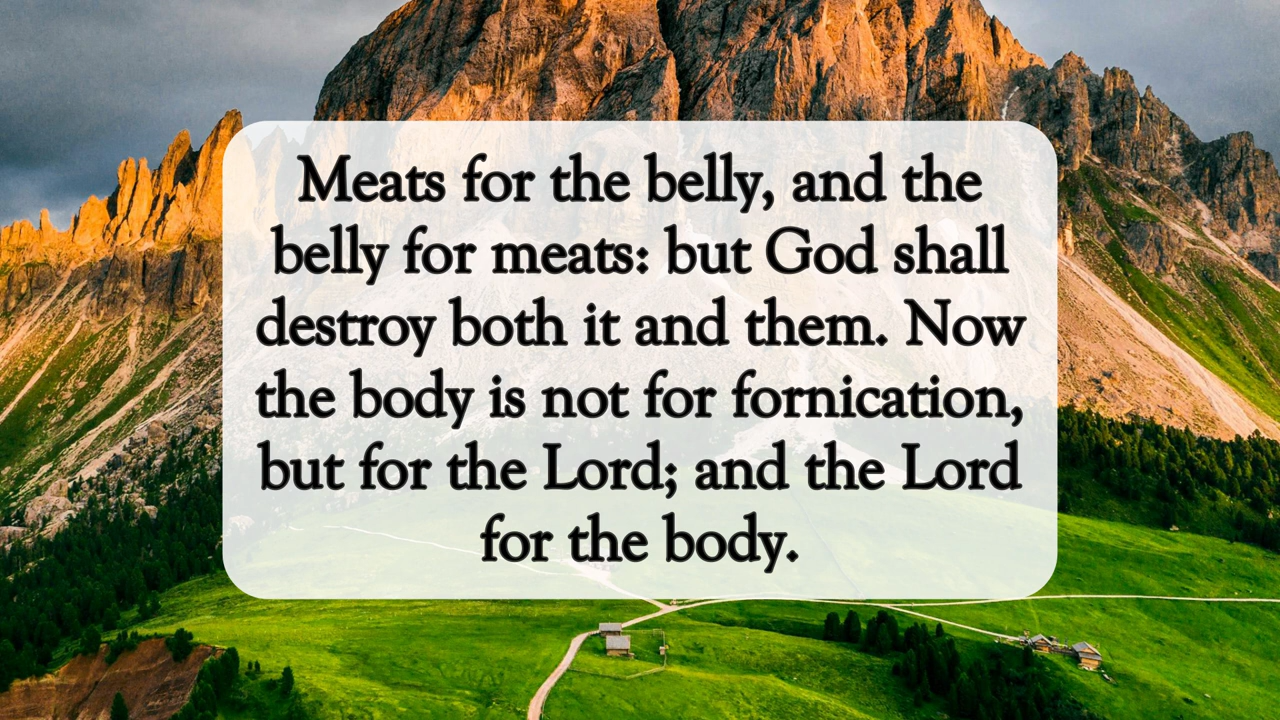 Meats for the belly, and the
belly for meats: but God shall
destroy both it and them. Now
the body is not for fornication,
but for the Lord; and the Lord
for the body.